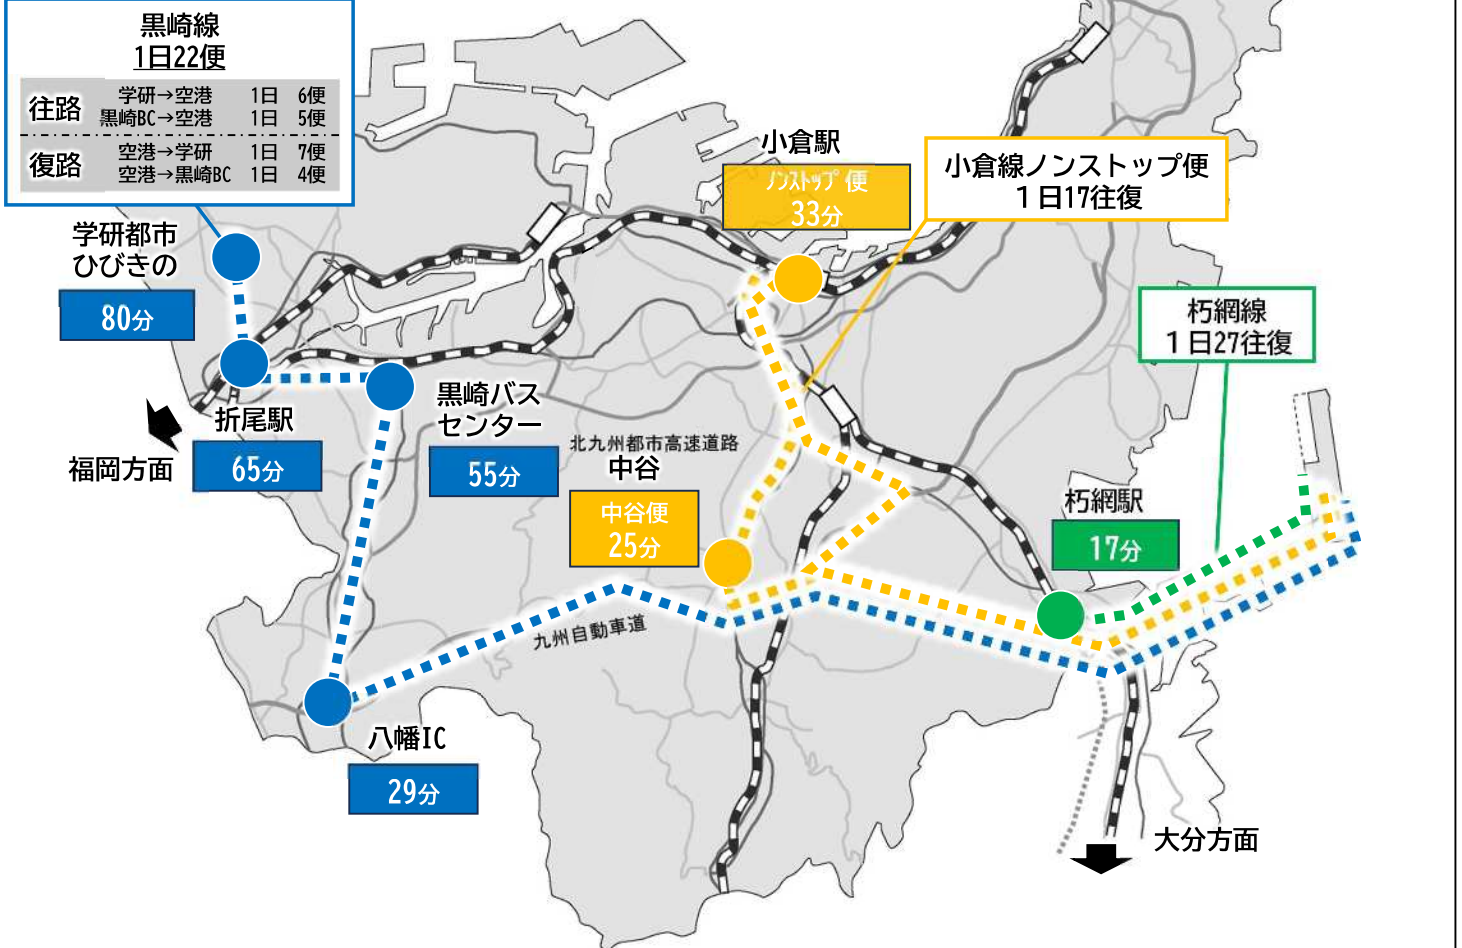 黒崎線
1日22便
往路
学研→空港 1日 6便
黒崎BC→空港 1日 5便
復路
空港→学研 1日 7便
空港→黒崎BC 1日 4便
小倉駅
ノンストップ便
33分
小倉線ノンストップ便
1日17往復
学研都市
ひびきの
80分
朽網線
1日27往復
折尾駅
65分
福岡方面
黒崎バス
センター
55分
北九州都市高速道路
中谷
中谷便
25分
朽網駅
17分
九州自動車道
八幡IC
29分
大分方面